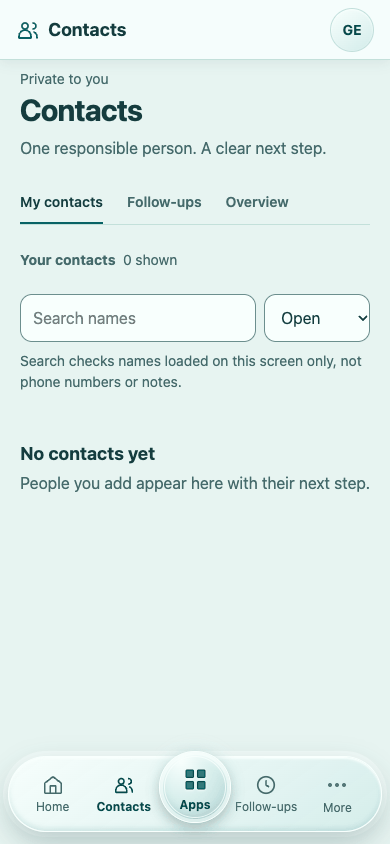 Contacts
GE
Private to you
Contacts
One responsible person. A clear next step.
My contacts Follow-ups Overview
Your contacts 0 shown
Search names
Open
Search checks names loaded on this screen only, not
phone numbers or notes.
No contacts yet
People you add appear here with their next step.
Home Contacts Apps Follow-ups More